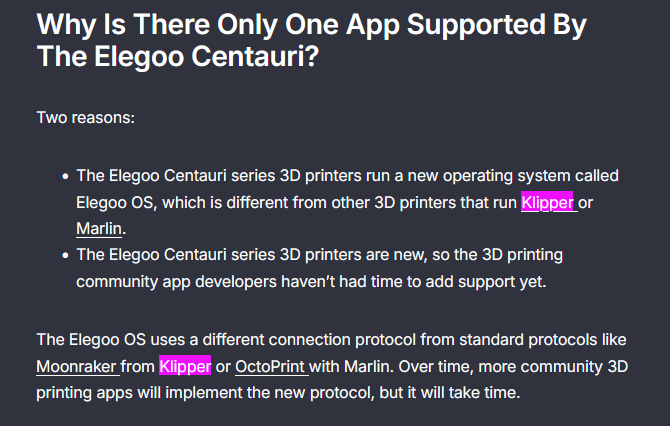 Why Is There Only One App Supported By
The Elegoo Centauri?
Two reasons:
• The Elegoo Centauri series 3D printers run a new operating system called
Elegoo OS, which is different from other 3D printers that run Klipper or
Marlin.
• The Elegoo Centauri series 3D printers are new, so the 3D printing
community app developers haven’t had time to add support yet.
The Elegoo OS uses a different connection protocol from standard protocols like
Moonraker from Klipper or OctoPrint with Marlin. Over time, more community 3D
printing apps will implement the new protocol, but it will take time.